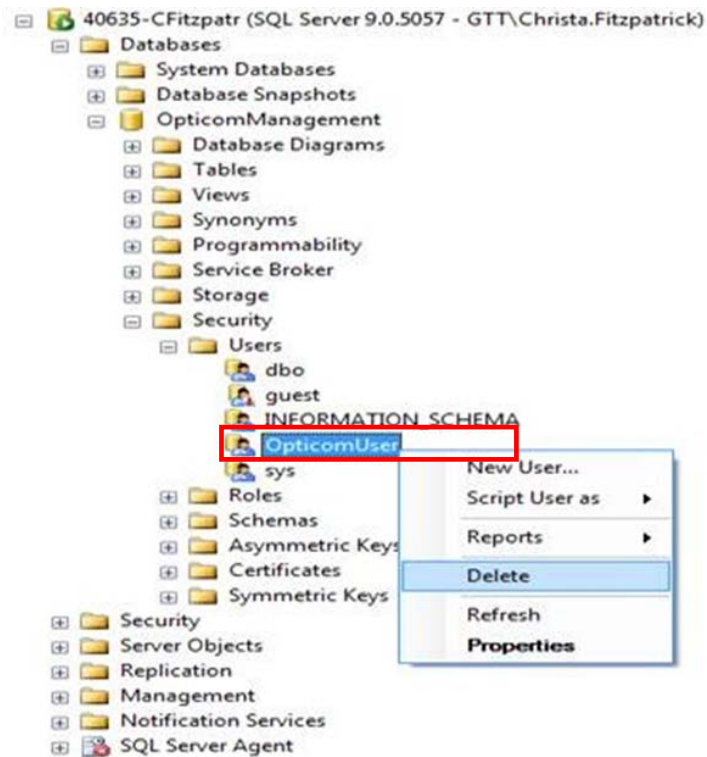 40635-CFitzpatr (SQL Server 9.0.5057 - GTT\Christa.Fitzpatrick)
Databases
System Databases
Database Snapshots
OpticomManagement
Database Diagrams
Tables
Views
Synonyms
Programmability
Service Broker
Storage
Security
Users
dbo
guest
INFORMATION_SCHEMA
OpticomUser
sys
Roles
Schemas
Asymmetric Keys
Certificates
Symmetric Keys
New User...
Script User as
Reports
Delete
Refresh
Properties
Security
Server Objects
Replication
Management
Notification Services
SQL Server Agent